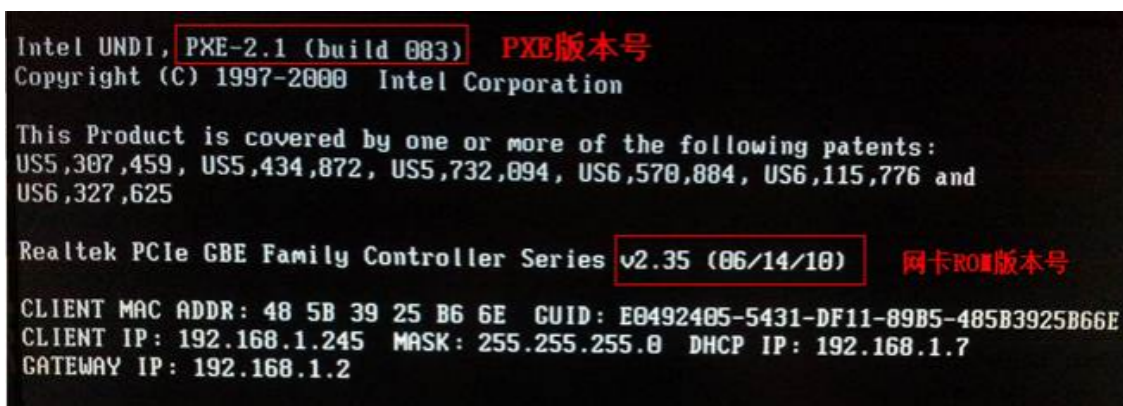 Intel UNDI, PXE-2.1 (build 083) PXE版本号
Copyright (C) 1997-2000 Intel Corporation
This Product is covered by one or more of the following patents:
US5,307,459, US5,434,872, US5,732,094, US6,570,884, US6,115,776 and
US6,327,625
Realtek PCIe GBE Family Controller Series v2.35 (06/14/10) 网卡ROM版本号
CLIENT MAC ADDR: 48 5B 39 25 B6 6E GUID: E0492405-5431-DF11-89B5-485B3925B66E
CLIENT IP: 192.168.1.245 MASK: 255.255.255.0 DHCP IP: 192.168.1.7
GATEWAY IP: 192.168.1.2